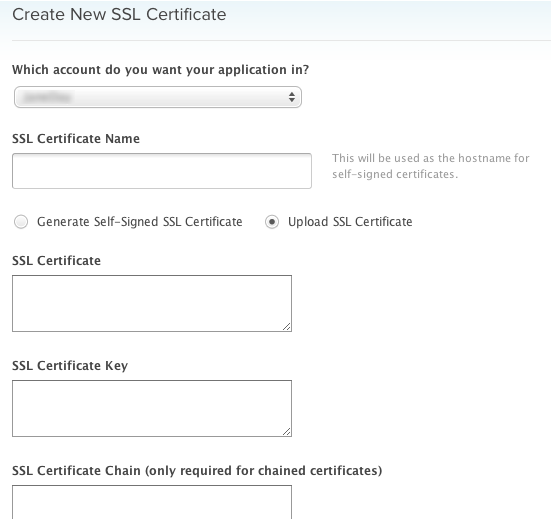 Create New SSL Certificate
Which account do you want your application in?
SSL Certificate Name
This will be used as the hostname for
self-signed certificates.
Generate Self-Signed SSL Certificate
Upload SSL Certificate
SSL Certificate
SSL Certificate Key
SSL Certificate Chain (only required for chained certificates)